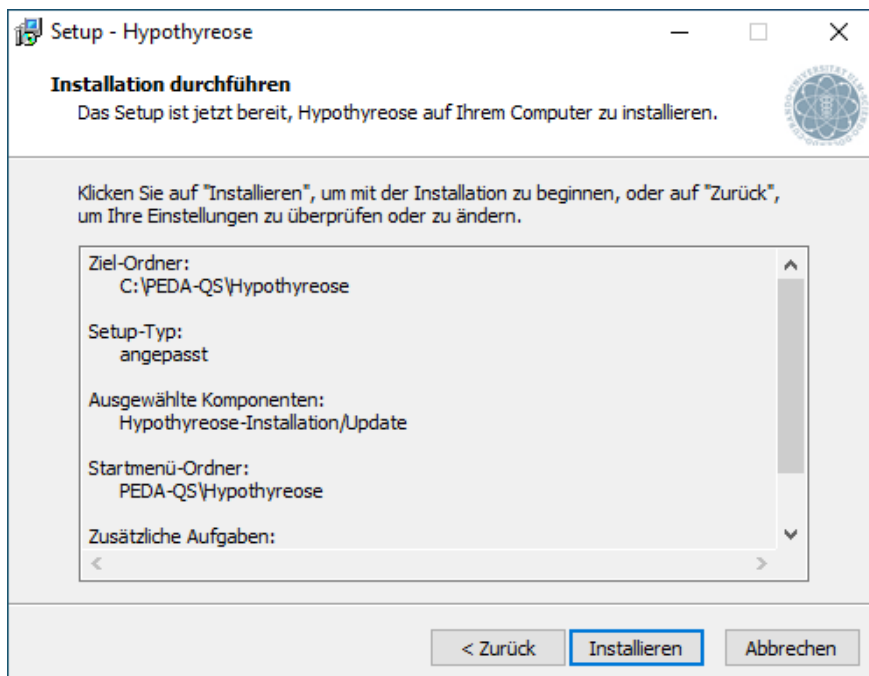 Setup - Hypothyreose
Installation durchführen
Das Setup ist jetzt bereit, Hypothyreose auf Ihrem Computer zu installieren.
Klicken Sie auf "Installieren", um mit der Installation zu beginnen, oder auf "Zurück",
um Ihre Einstellungen zu überprüfen oder zu ändern.
Ziel-Ordner:
C:\PEDA-QS\Hypothyreose
Setup-Typ:
angepasst
Ausgewählte Komponenten:
Hypothyreose-Installation/Update
Startmenü-Ordner:
PEDA-QS\Hypothyreose
Zusätzliche Aufgaben:
< Zurück
Installieren
Abbrechen